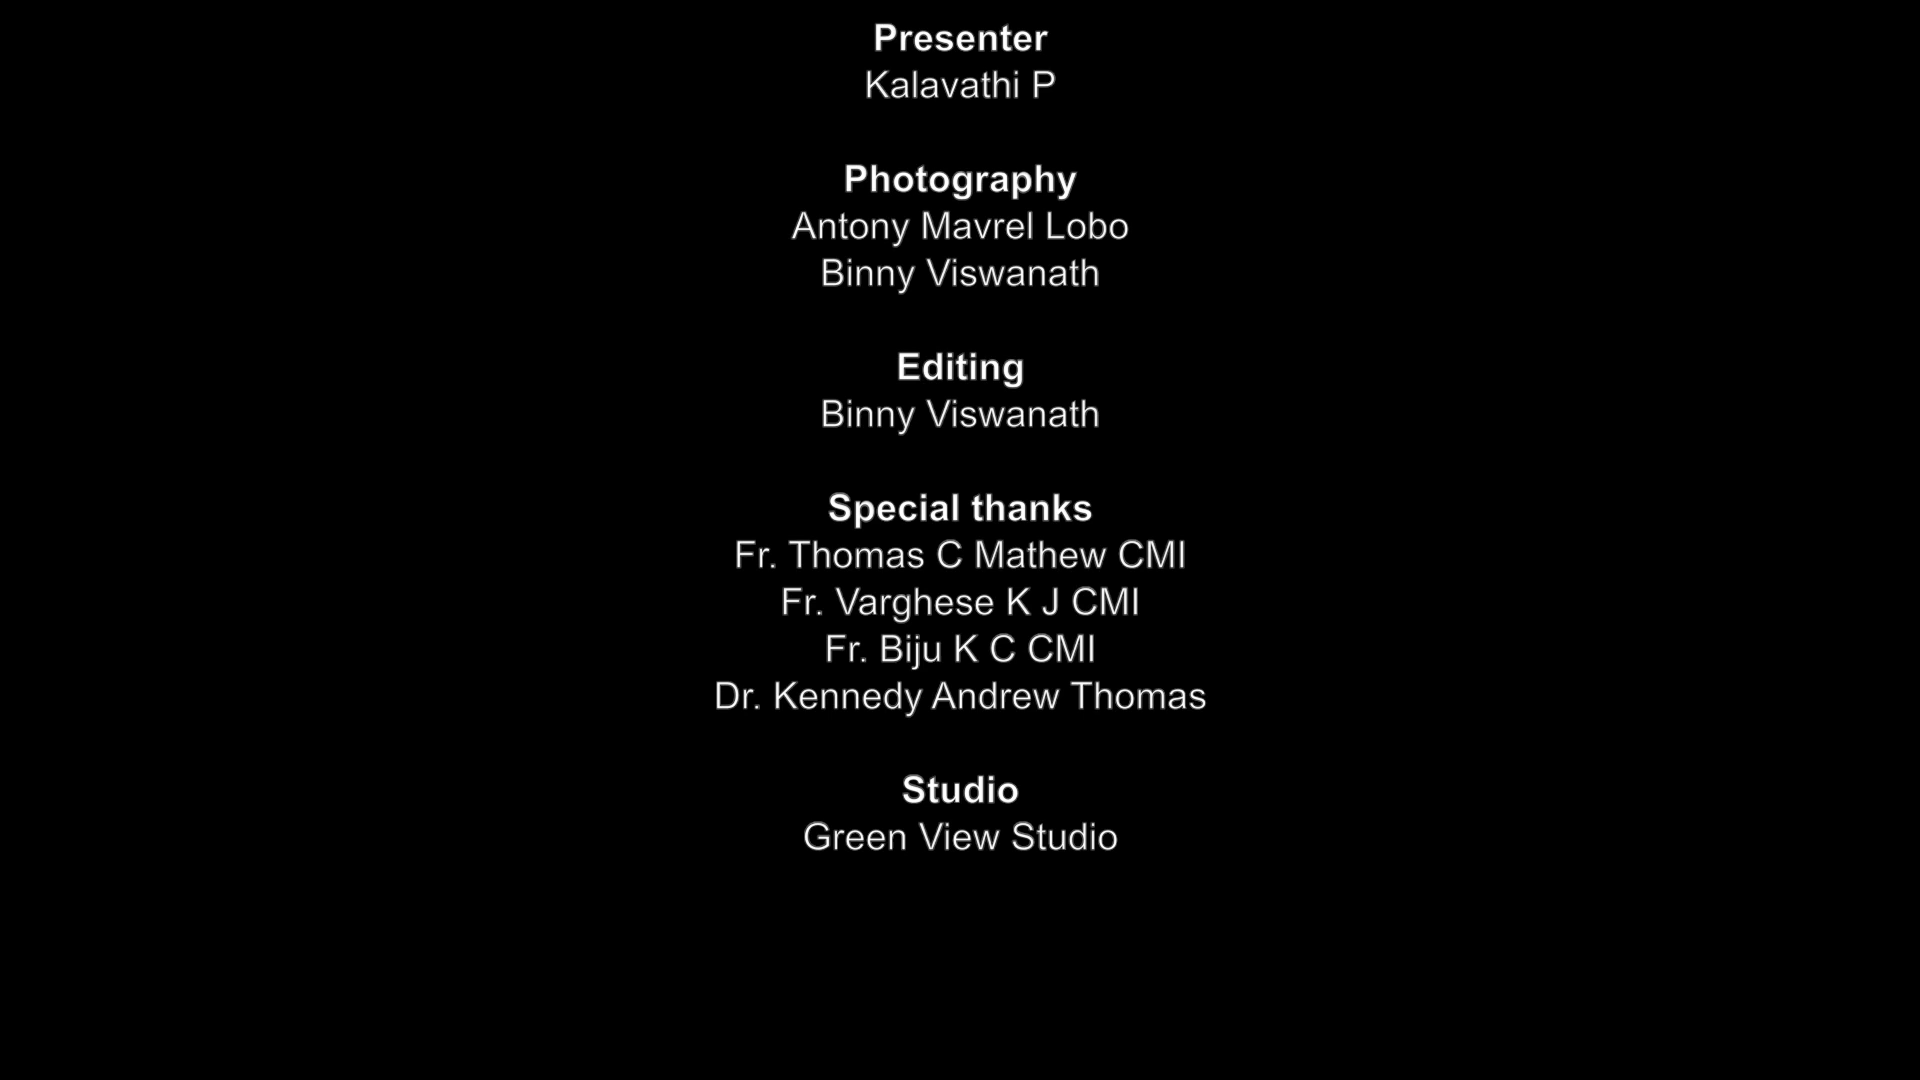 Presenter
Kalavathi P
Photography
Antony Mavrel Lobo
Binny Viswanath
Editing
Binny Viswanath
Special thanks
Fr. Thomas C Mathew CMI
Fr. Varghese K J CMI
Fr. Biju K C CMI
Dr. Kennedy Andrew Thomas
Studio
Green View Studio